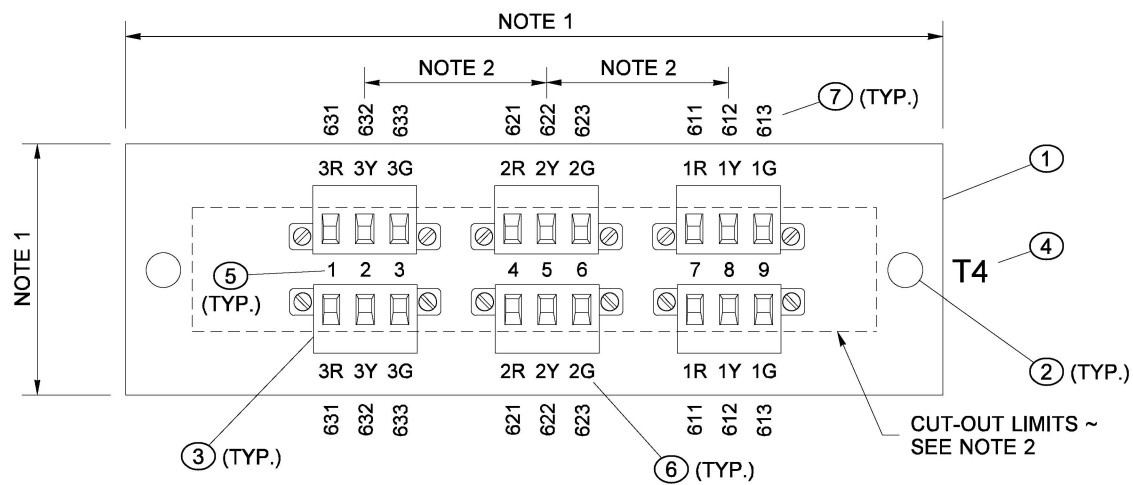 NOTE 1
NOTE 2 NOTE 2
631 632 633 621 622 623 611 612 613 7 (TYP.)
3R 3Y 3G 2R 2Y 2G 1R 1Y 1G 1
NOTE 1
5 (TYP.) 1 2 3 4 5 6 7 8 9 T4 4
3R 3Y 3G 2R 2Y 2G 1R 1Y 1G 2 (TYP.)
631 632 633 621 622 623 611 612 613
CUT-OUT LIMITS ~
SEE NOTE 2
3 (TYP.) 6 (TYP.)